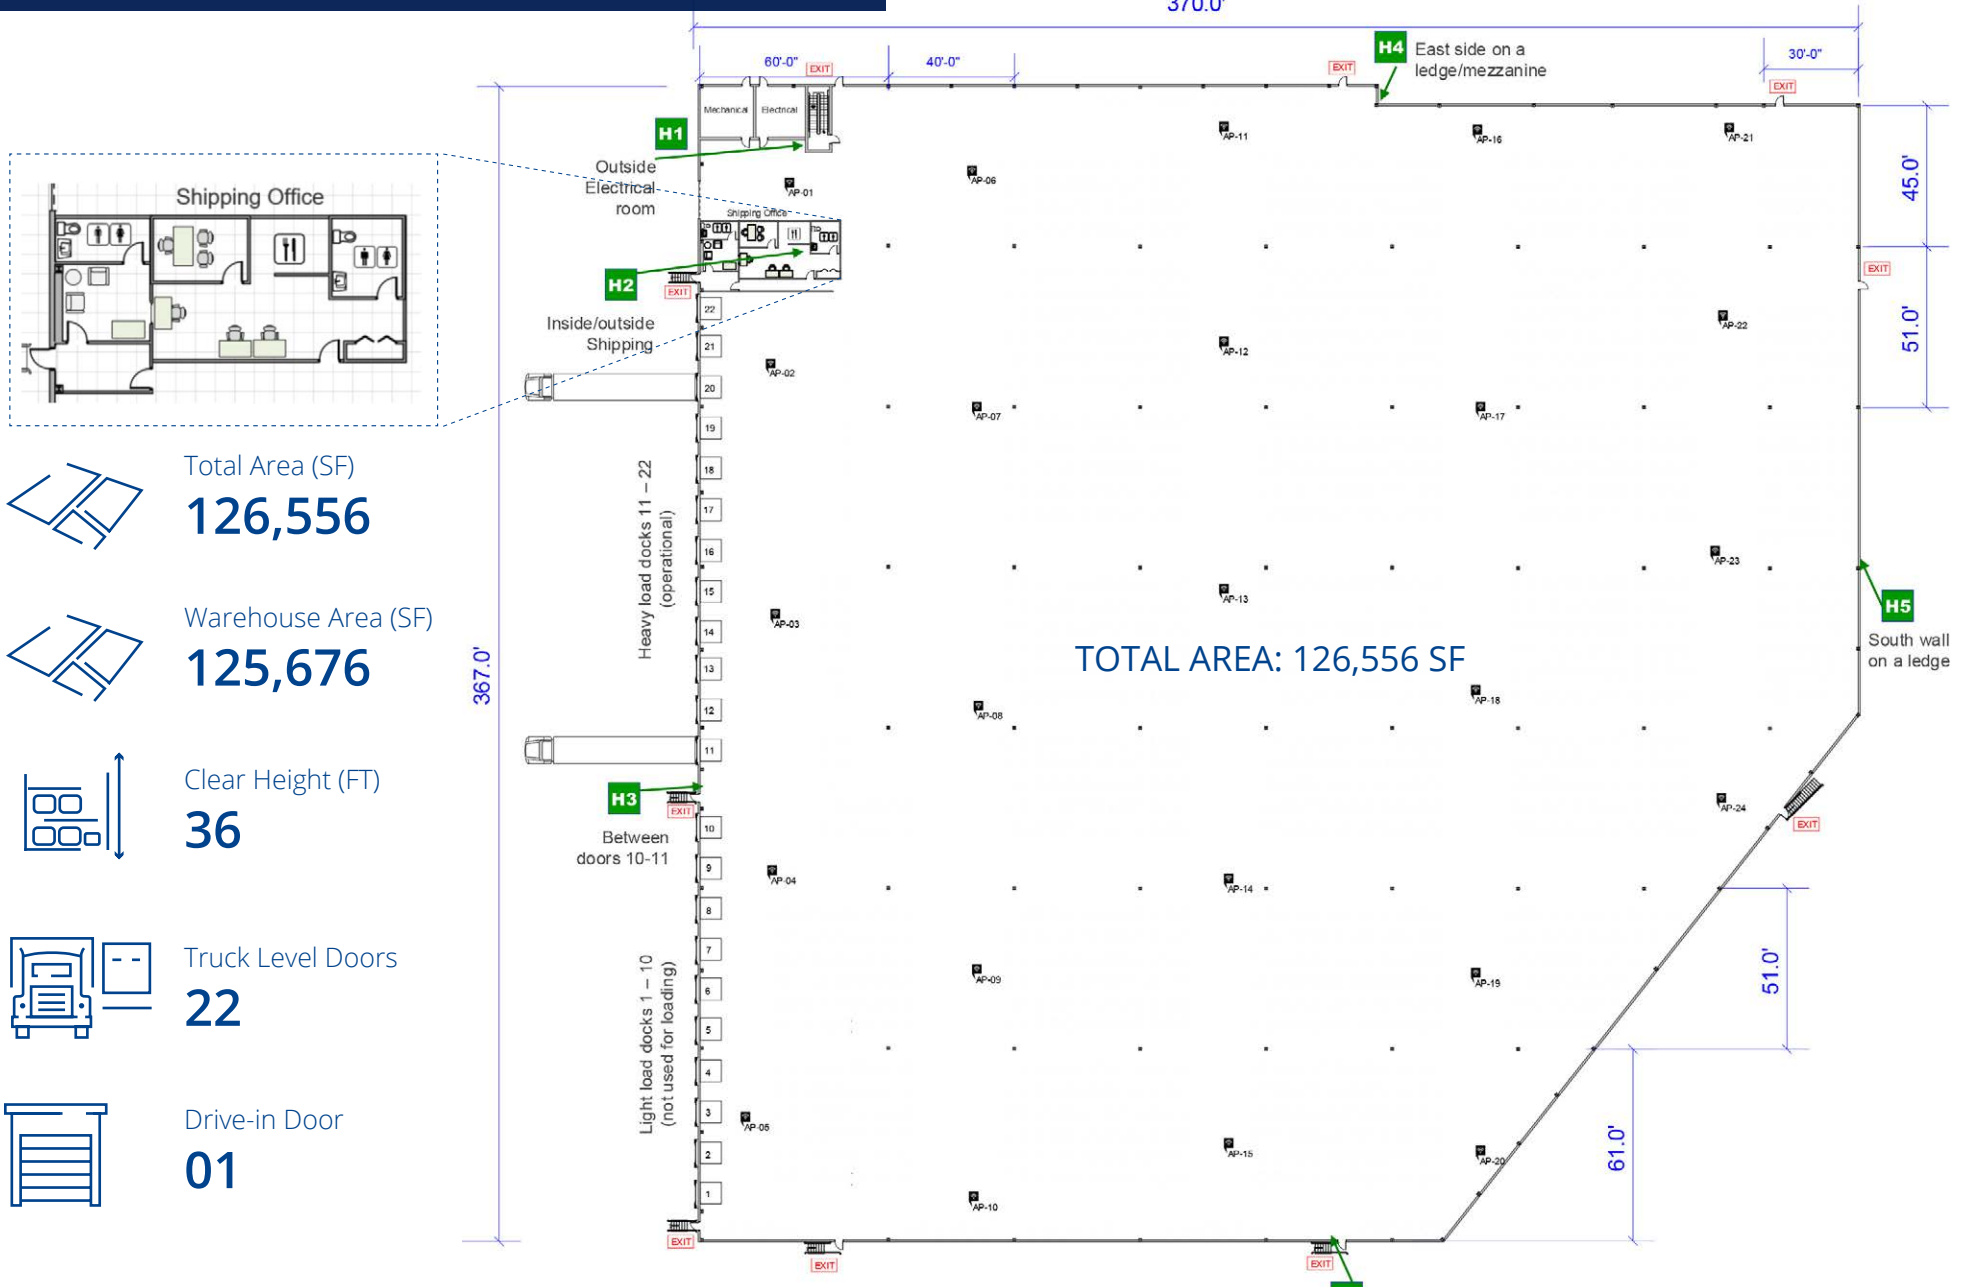 370.0'
60'-0"
EXIT
40'-0"
EXIT
H4
East side on a
ledge/mezzanine
30'-0"
EXIT
Mechanical
Electrical
H1
Outside
Electrical
room
AP-01
AP-06
AP-11
AP-16
AP-21
45.0'
Shipping Office
Shipping Office
H2
EXIT
Inside/outside
Shipping
EXIT
51.0'
22
21
20
19
18
17
16
15
14
13
12
11
AP-02
AP-07
AP-12
AP-17
AP-22
Total Area (SF)
126,556
Warehouse Area (SF)
125,676
Clear Height (FT)
36
Truck Level Doors
22
Drive-in Door
01
367.0'
Heavy load docks 11 – 22
(operational)
AP-03
AP-08
AP-13
AP-18
AP-23
TOTAL AREA: 126,556 SF
H5
South wall
on a ledge
H3
EXIT
Between
doors 10-11
10
9
8
7
6
5
4
3
2
1
Light load docks 1 – 10
(not used for loading)
AP-04
AP-09
AP-14
AP-19
AP-24
EXIT
51.0'
61.0'
AP-05
AP-10
AP-15
AP-20
EXIT
EXIT
EXIT